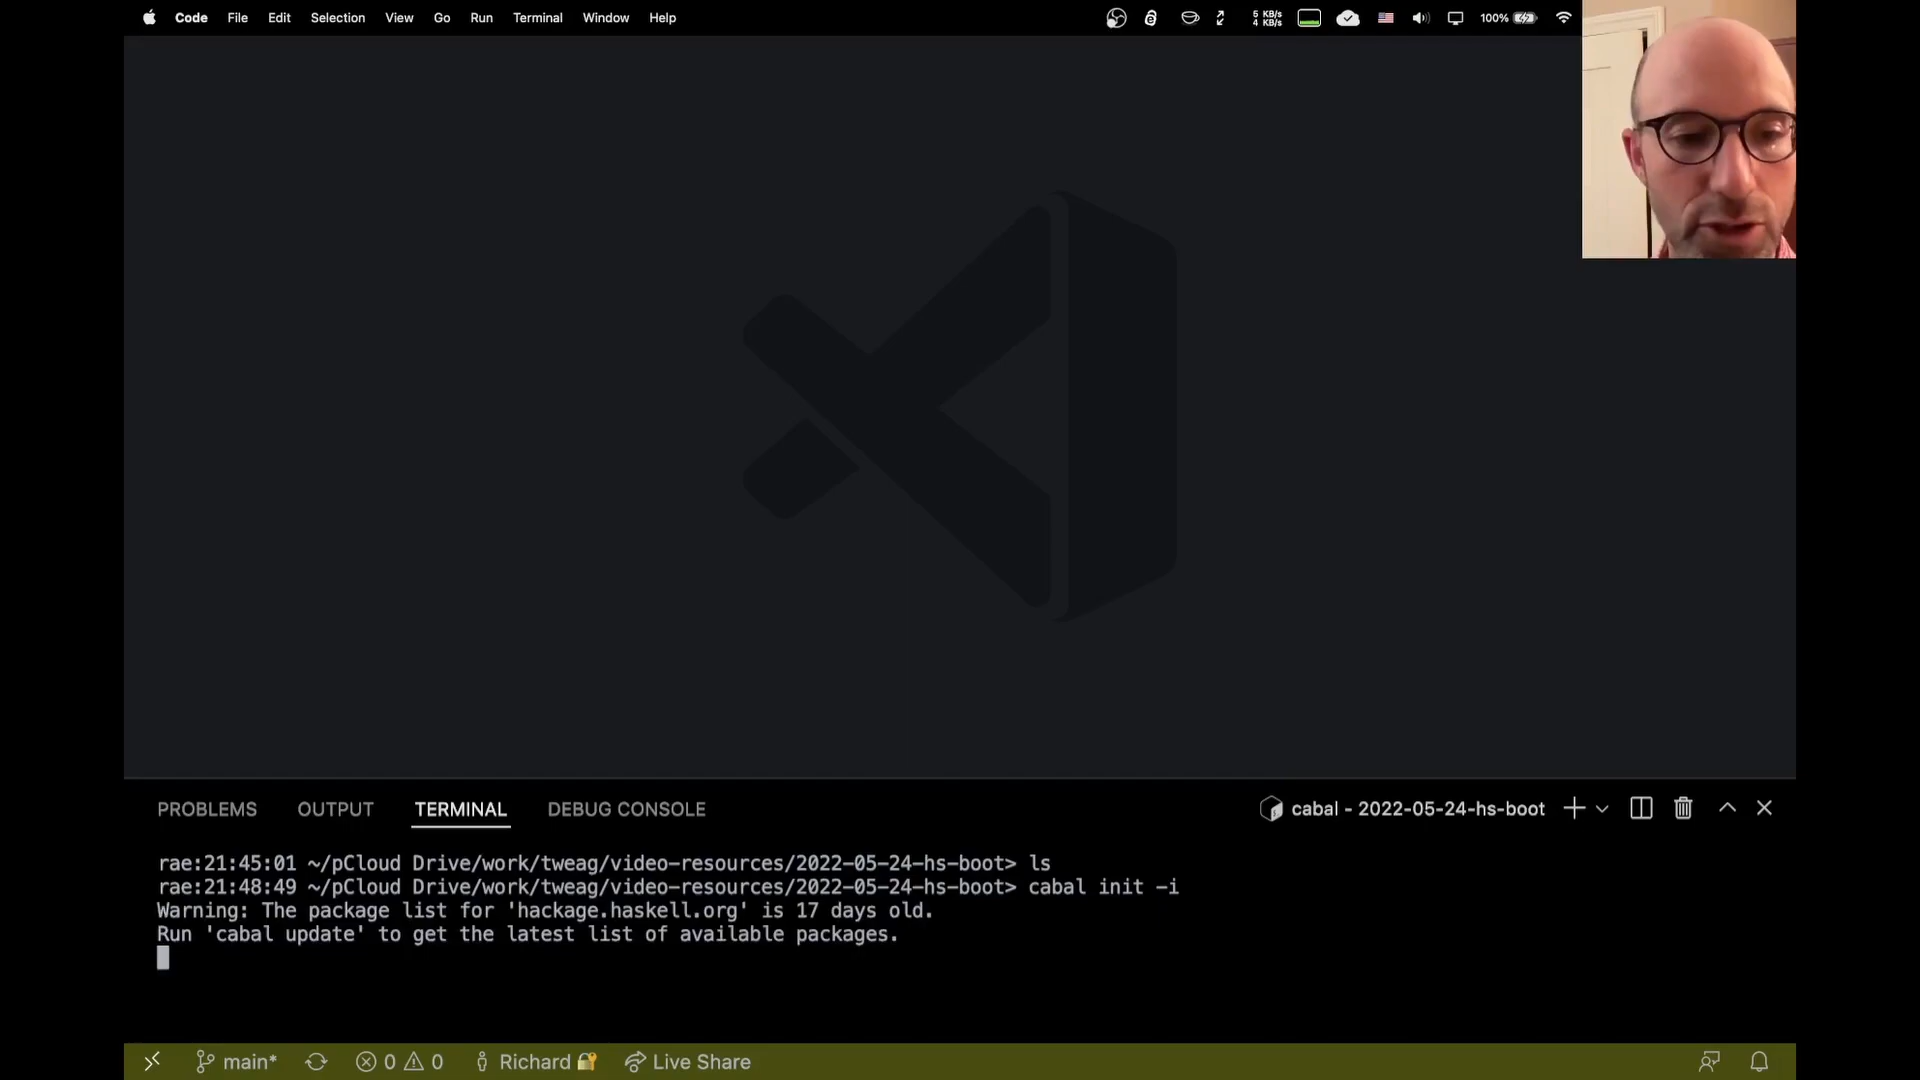 Code File Edit Selection View Go Run Terminal Window Help 5 KB/s 4 KB/s 100%
PROBLEMS OUTPUT TERMINAL DEBUG CONSOLE cabal - 2022-05-24-hs-boot
rae:21:45:01 ~/pCloud Drive/work/tweag/video-resources/2022-05-24-hs-boot> ls
rae:21:48:49 ~/pCloud Drive/work/tweag/video-resources/2022-05-24-hs-boot> cabal init -i
Warning: The package list for 'hackage.haskell.org' is 17 days old.
Run 'cabal update' to get the latest list of available packages.
main* 0 0 Richard Live Share